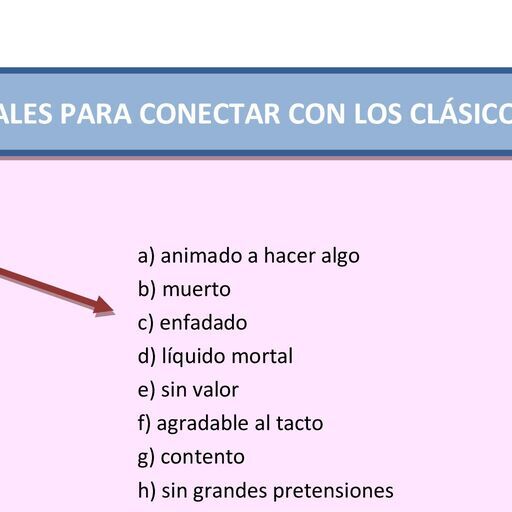 ALES PARA CONECTAR CON LOS CLÁSICO
a) animado a hacer algo
b) muerto
c) enfadado
d) líquido mortal
e) sin valor
f) agradable al tacto
g) contento
h) sin grandes pretensiones